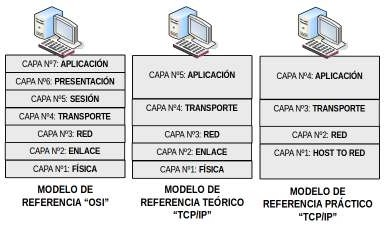 CAPA Nº7: APLICACIÓN
CAPA Nº6: PRESENTACIÓN
CAPA Nº5: SESIÓN
CAPA Nº4: TRANSPORTE
CAPA Nº3: RED
CAPA Nº2: ENLACE
CAPA Nº1: FÍSICA
MODELO DE
REFERENCIA “OSI”
CAPA Nº5: APLICACIÓN
CAPA Nº4: TRANSPORTE
CAPA Nº3: RED
CAPA Nº2: ENLACE
CAPA Nº1: FÍSICA
MODELO DE
REFERENCIA TEÓRICO
“TCP/IP”
CAPA Nº4: APLICACIÓN
CAPA Nº3: TRANSPORTE
CAPA Nº2: RED
CAPA Nº1: HOST TO RED
MODELO DE
REFERENCIA PRÁCTICO
“TCP/IP”